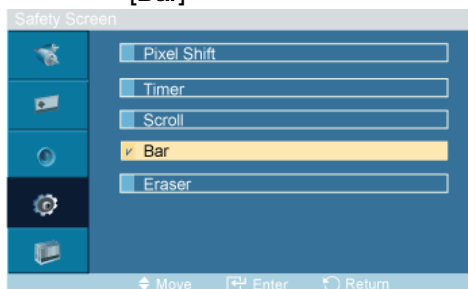 [Bar]
Safety Screen
Pixel Shift
Timer
Scroll
Bar
Eraser
Move Enter Return